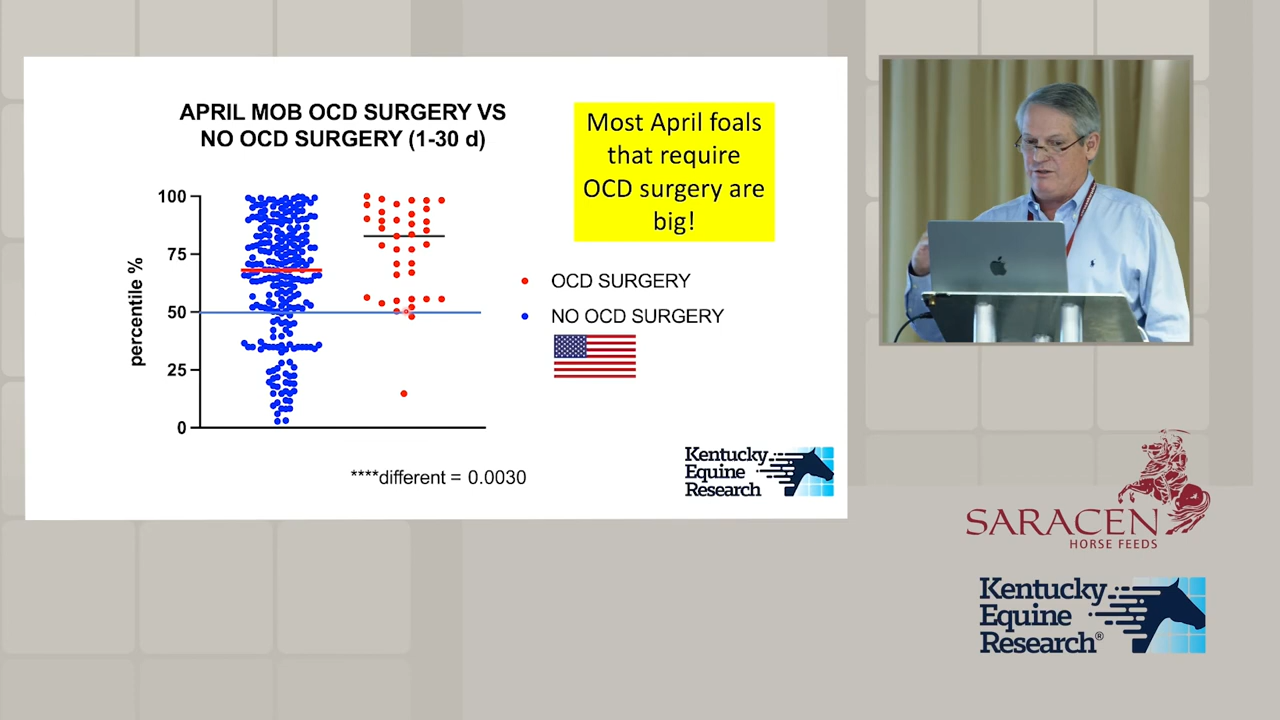 APRIL MOB OCD SURGERY VS
NO OCD SURGERY (1-30 d)
Most April foals
that require
OCD surgery are
big!
percentile %
100
75
50
25
0
OCD SURGERY
NO OCD SURGERY
****different = 0.0030
Kentucky
Equine
Research
SARACEN
HORSE FEEDS
Kentucky
Equine
Research®